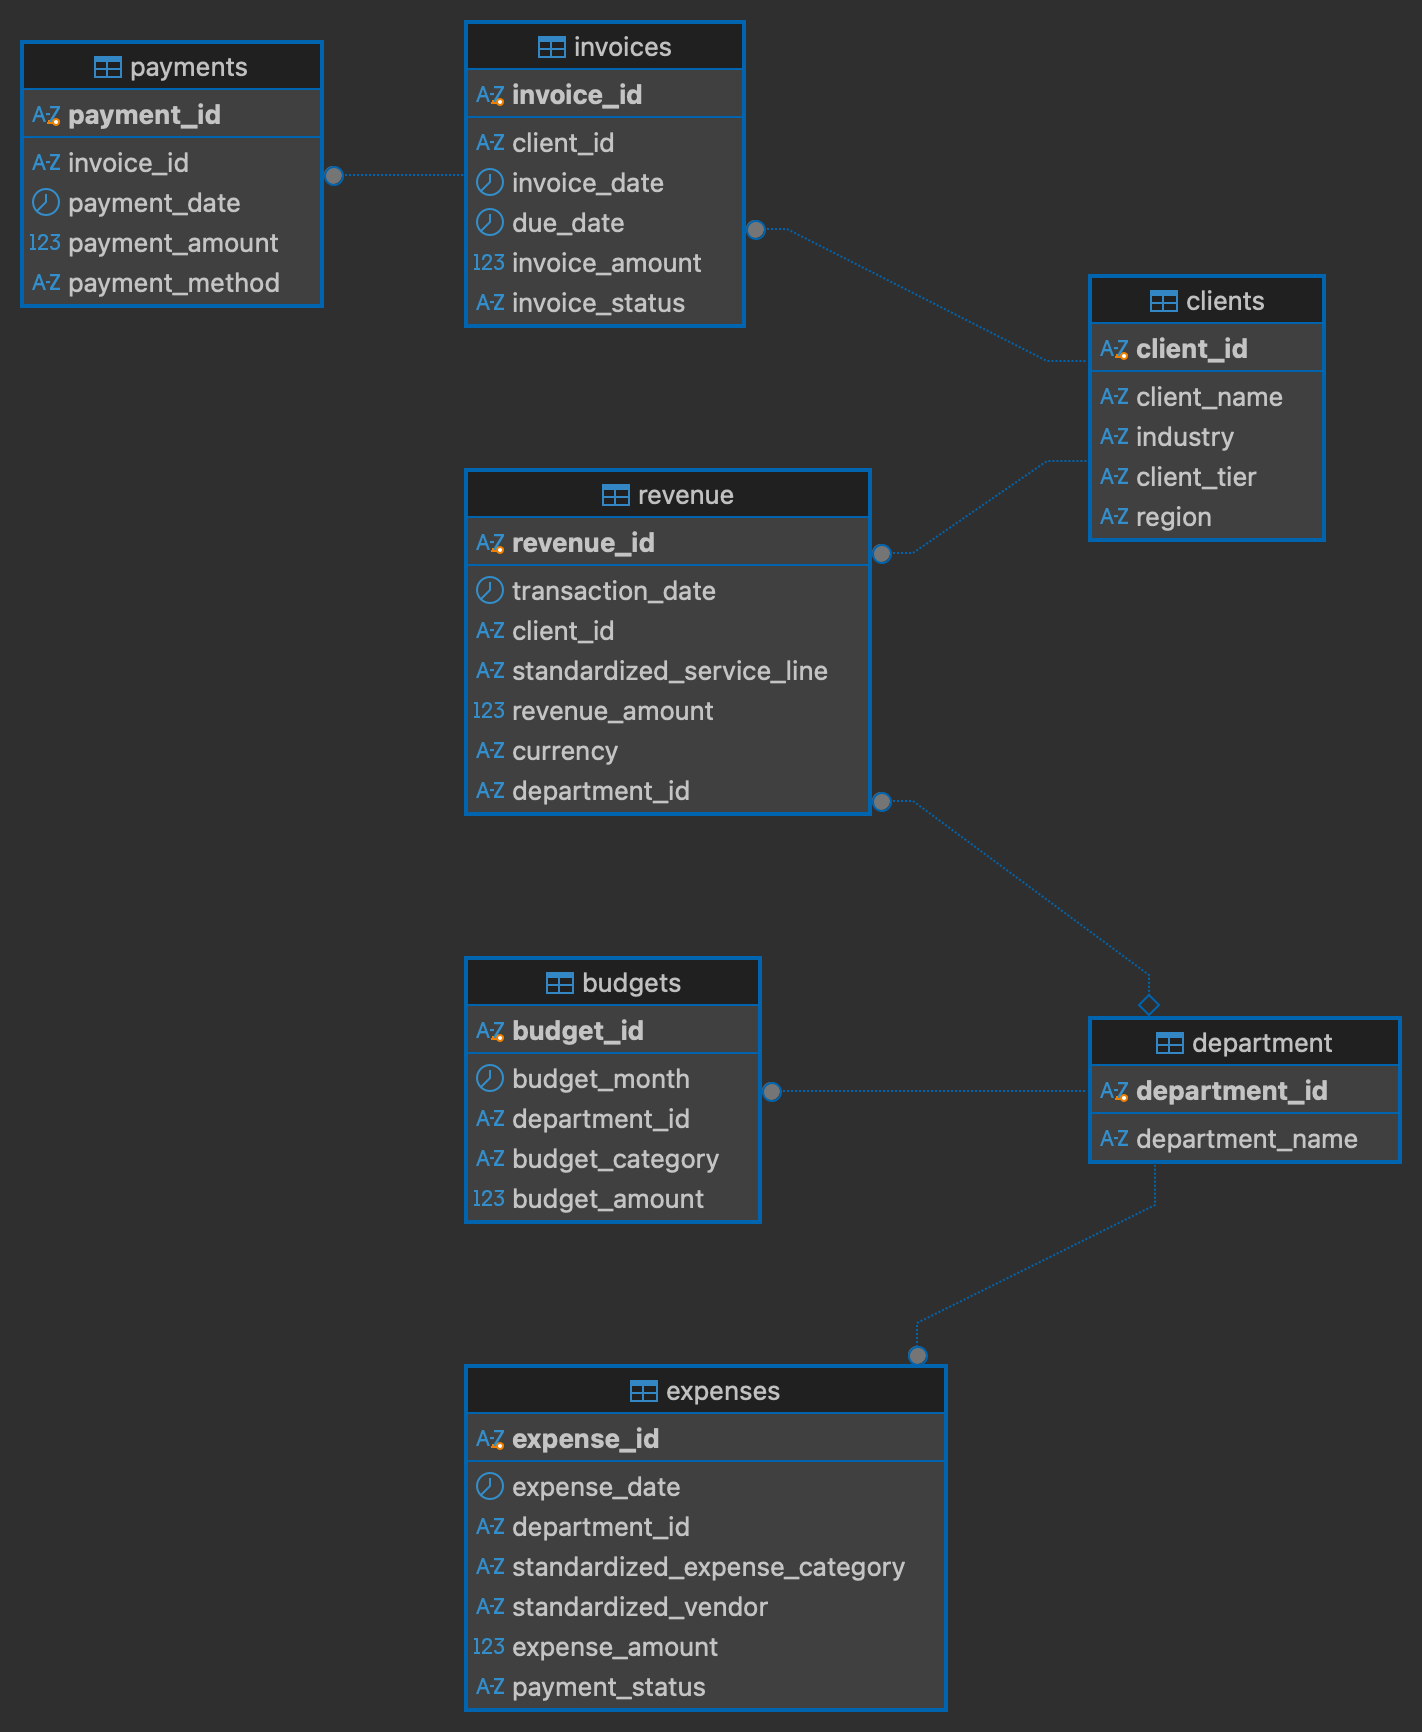 payments
payment_id
A-Z invoice_id
payment_date
123 payment_amount
A-Z payment_method
invoices
A-Z invoice_id
A-Z client_id
invoice_date
due_date
123 invoice_amount
A-Z invoice_status
clients
A-Z client_id
A-Z client_name
A-Z industry
A-Z client_tier
A-Z region
revenue
A-Z revenue_id
transaction_date
A-Z client_id
A-Z standardized_service_line
123 revenue_amount
A-Z currency
A-Z department_id
budgets
A-Z budget_id
budget_month
A-Z department_id
A-Z budget_category
123 budget_amount
department
A-Z department_id
A-Z department_name
expenses
A-Z expense_id
expense_date
A-Z department_id
A-Z standardized_expense_category
A-Z standardized_vendor
123 expense_amount
A-Z payment_status